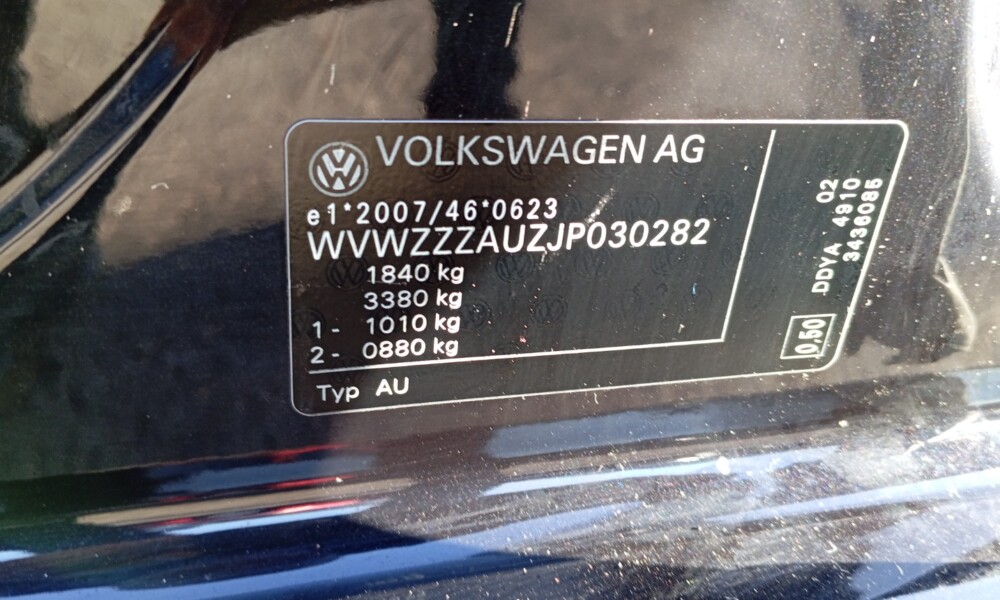 VOLKSWAGEN AG
e1*2007/46*0623
WVWZZZAUZJP030282
1840 kg
3380 kg
1- 1010 kg
2- 0880 kg
Typ AU
DDYA 4910 02
3436085
0,50